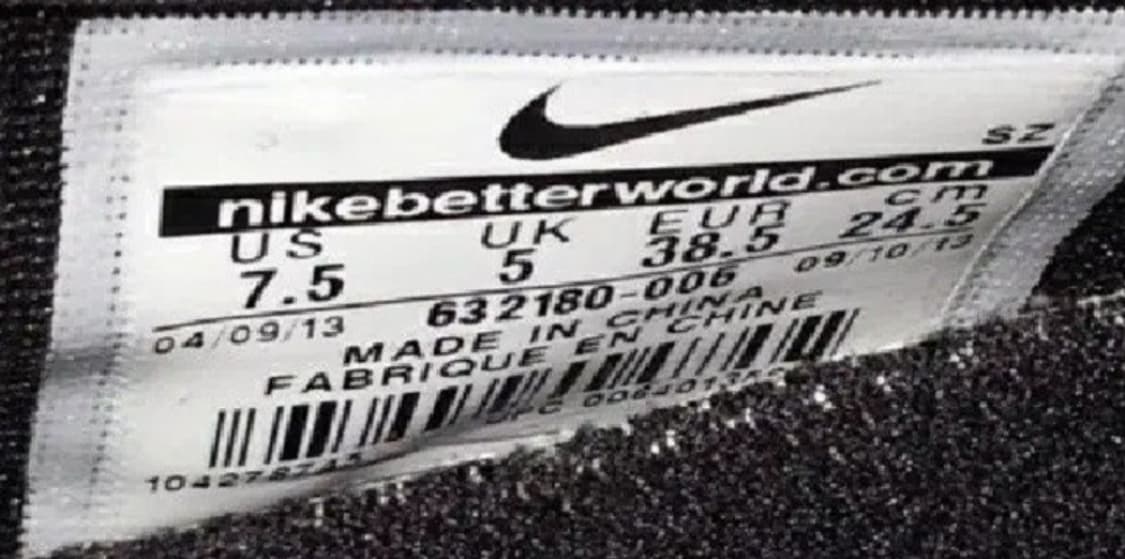 SZ
nikebetterworld.com
US UK EUR cm
7.5 5 38.5 24.5
04/09/13 632180-006 09/10/13
MADE IN CHINA
FABRIQUE EN CHINE